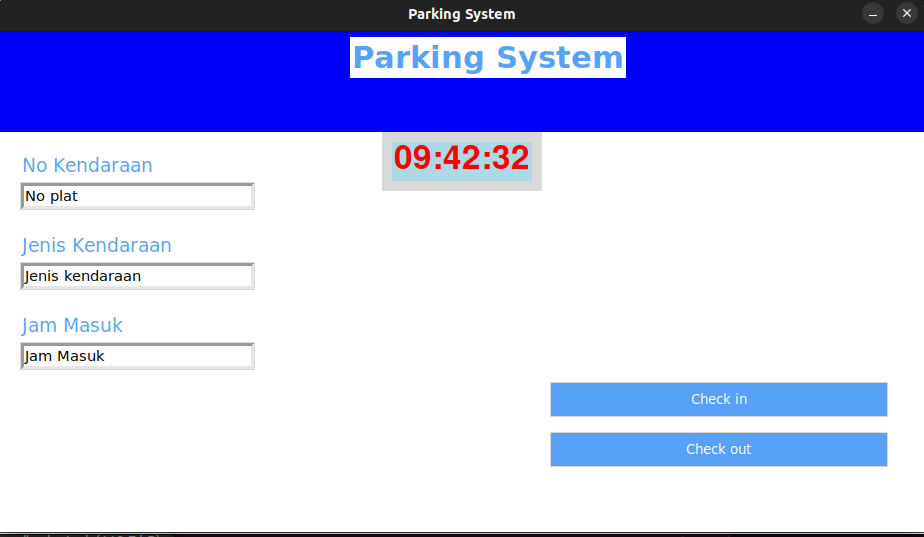 Parking System
Parking System
09:42:32
No Kendaraan
No plat
Jenis Kendaraan
Jenis kendaraan
Jam Masuk
Jam Masuk
Check in
Check out